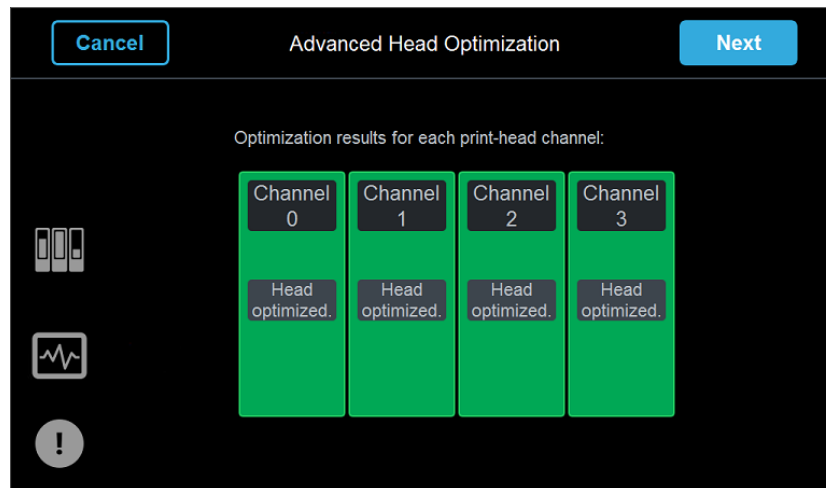 Cancel
Advanced Head Optimization
Next
Optimization results for each print-head channel:
Channel
0
Channel
1
Channel
2
Channel
3
Head
optimized.
Head
optimized.
Head
optimized.
Head
optimized.
!